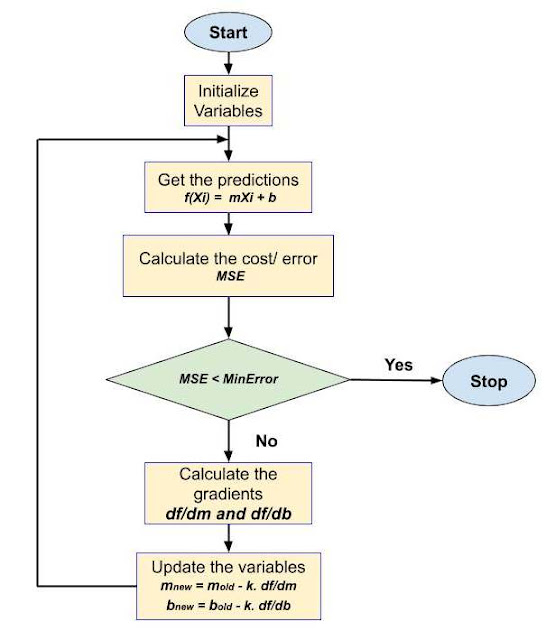 Start
Initialize
Variables
Get the predictions
f(Xi) = mXi + b
Calculate the cost/ error
MSE
MSE < MinError
Yes
Stop
No
Calculate the
gradients
df/dm and df/db
Update the variables
mnew = mold - k. df/dm
bnew = bold - k. df/db